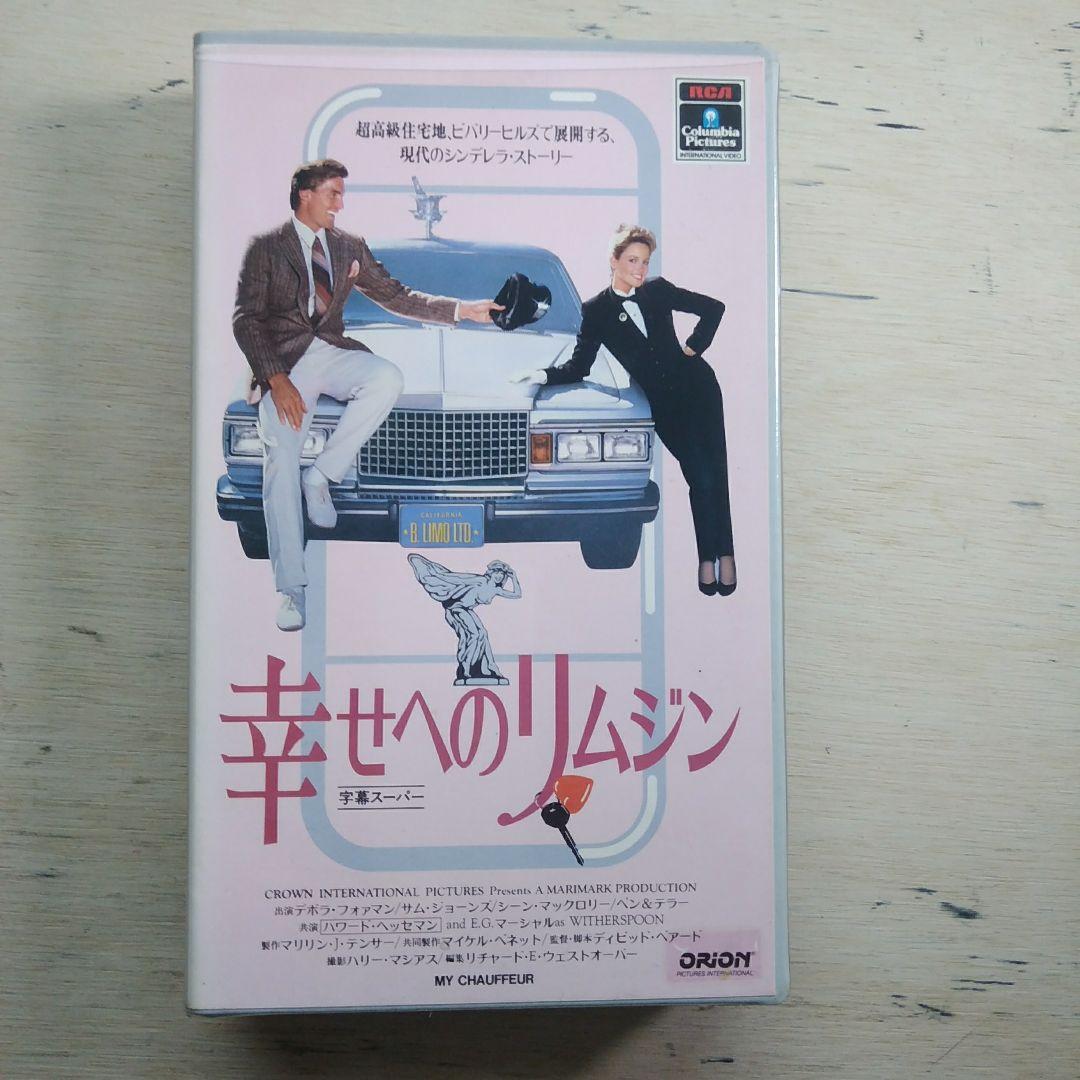 超高級住宅地、ビバリーヒルズで展開する、
現代のシンデレラ・ストーリー
RCA
Columbia
Pictures
INTERNATIONAL VIDEO
CALIFORNIA
B. LIMO LTD.
幸せへのリムジン
字幕スーパー
CROWN INTERNATIONAL PICTURES Presents A MARIMARK PRODUCTION
出演デボラ・フォアマン/サム・ジョーンズ/シーン・マックロリー/ペン&テラー
共演 ハワード・ヘッセマン and E.G.マーシャルas WITHERSPOON
製作マリリン・J・テンサー/共同製作マイケル・ベネット/監督・脚本ディビッド・ベアード
撮影ハリー・マシアス/編集リチャード・E・ウェストオーバー
ORION
PICTURES INTERNATIONAL
MY CHAUFFEUR